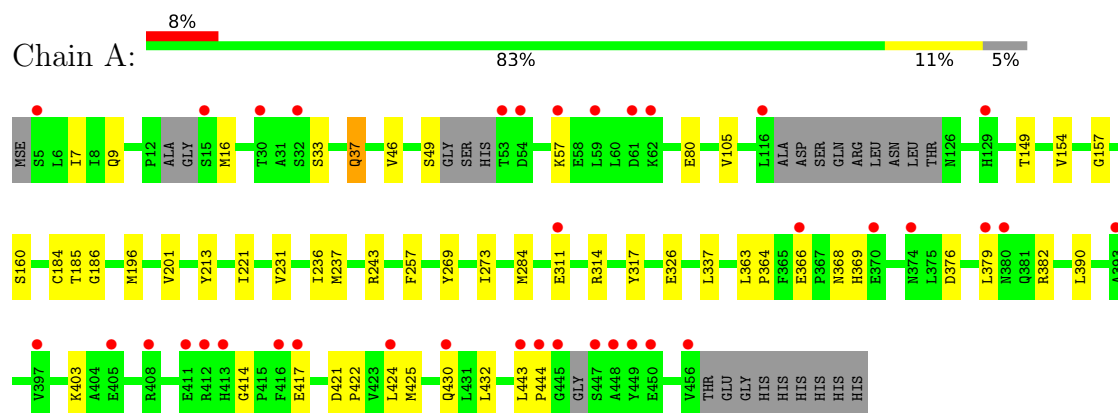 8%
Chain A:
83% 11% 5%
MSE S5 L6 I7 I8 Q9 P12 ALA GLY S15 M16 T30 A31 S32 S33 Q37 V46 S49 GLY SER HIS T53 D54 K57 E58 L59 L60 D61 K62 E80 V105 L116 ALA ASP SER GLN ARG LEU ASN LEU THR N126 H129 T149 V154 G157
S160 C184 T185 G186 M196 V201 Y213 I221 V231 I236 M237 R243 F257 Y269 I273 M284 E311 R314 Y317 E326 L337 L363 P364 F365 E366 P367 N368 H369 E370 N374 L375 D376 L379 N380 Q381 R382 L390 A393
V397 K403 A404 E405 R408 E411 R412 H413 G414 P415 F416 E417 D421 P422 V423 L424 M425 Q430 L431 L432 L443 P444 G445 GLY S447 A448 Y449 E450 V456 THR GLU GLY HIS HIS HIS HIS HIS HIS